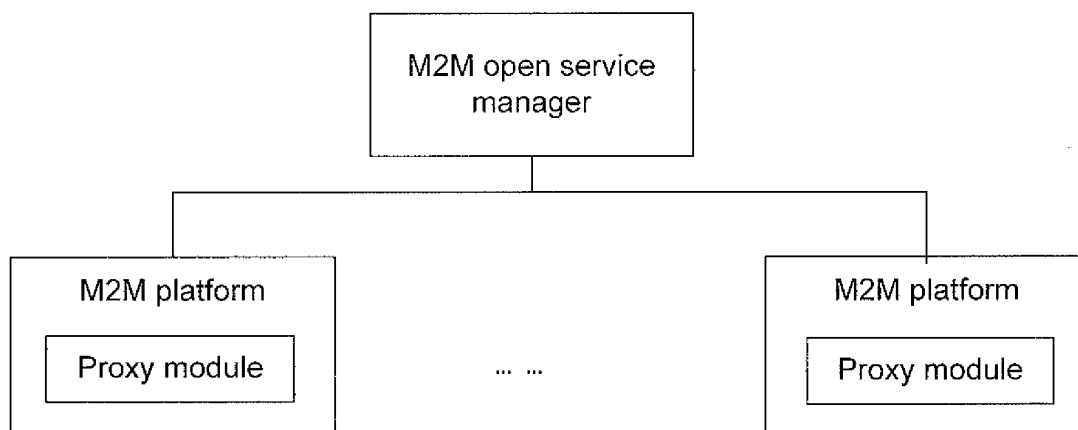 M2M open service
manager
M2M platform
Proxy module
... ...
M2M platform
Proxy module